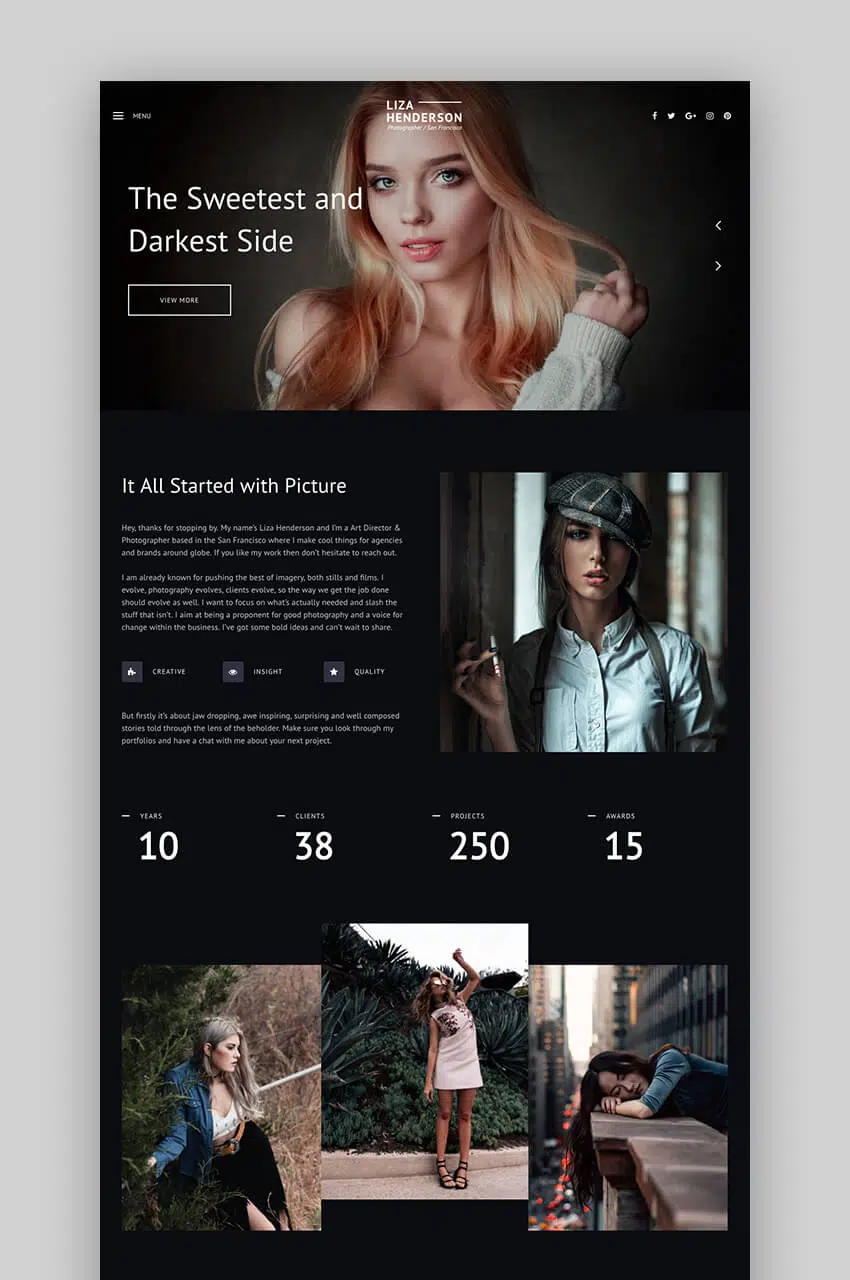 MENU
LIZA
HENDERSON
Photographer / San Francisco
The Sweetest and
Darkest Side
VIEW MORE
It All Started with Picture
Hey, thanks for stopping by. My name's Liza Henderson and I'm a Art Director &
Photographer based in the San Francisco where I make cool things for agencies
and brands around globe. If you like my work then don't hesitate to reach out.
I am already known for pushing the best of imagery, both stills and films. I
evolve, photography evolves, clients evolve, so the way we get the job done
should evolve as well. I want to focus on what's actually needed and slash the
stuff that isn't. I aim at being a proponent for good photography and a voice for
change within the business. I've got some bold ideas and can't wait to share.
CREATIVE
INSIGHT
QUALITY
But firstly it's about jaw dropping, awe inspiring, surprising and well composed
stories told through the lens of the beholder. Make sure you look through my
portfolios and have a chat with me about your next project.
YEARS
10
CLIENTS
38
PROJECTS
250
AWARDS
15